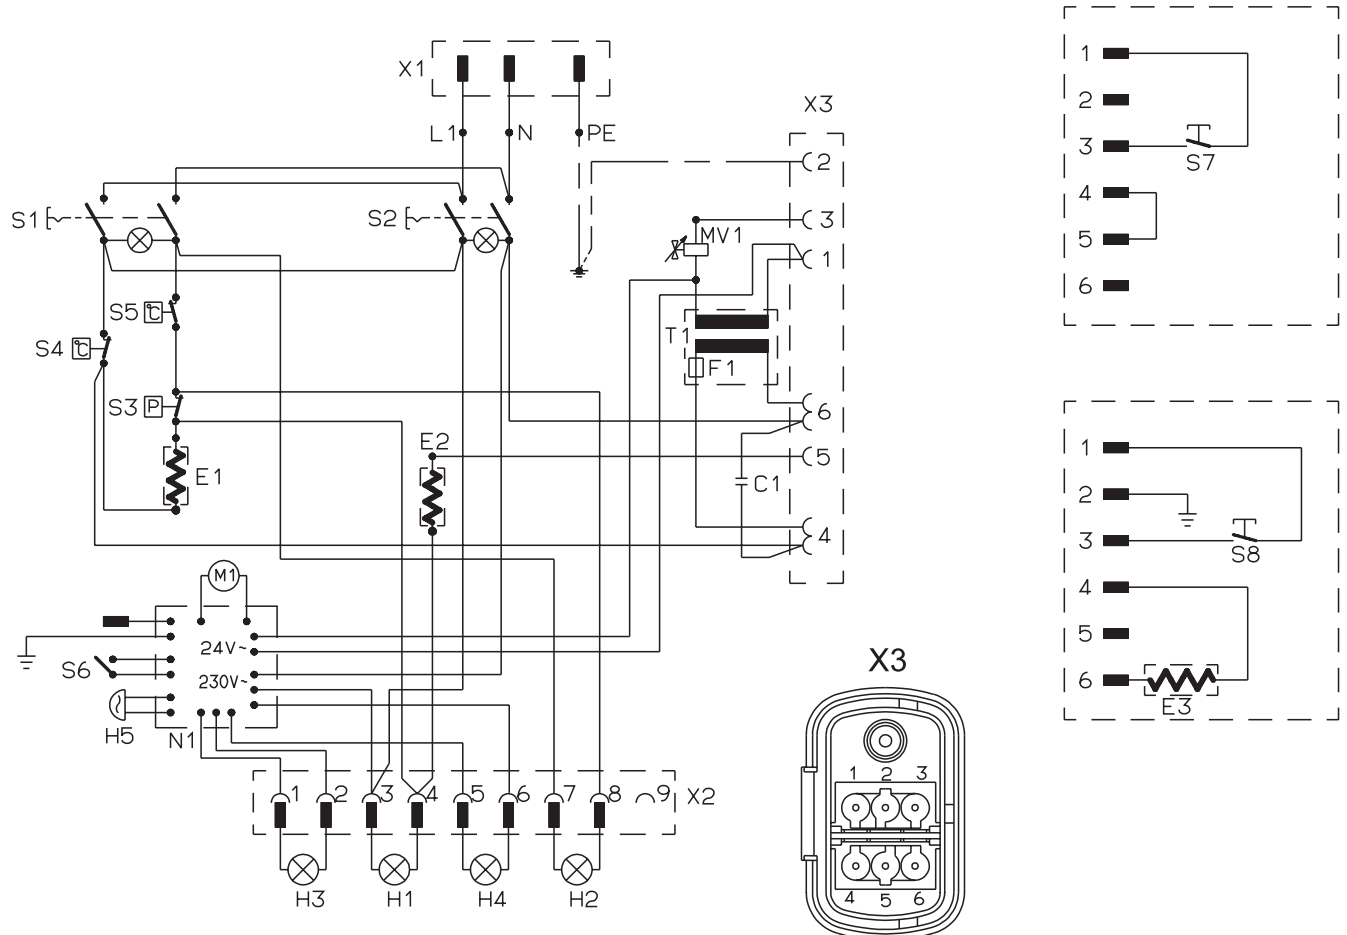 X1
X3
L1 N PE
2
S1
S2
3
MV1
1
S5 °C
S4 °C
T1
F1
S3 P
6
E2
E1
5
C1
4
M1
24V~
S6
230V~
H5
N1
1 2 3 4 5 6 7 8 9 X2
H3 H1 H4 H2
1
2
3
S7
4
5
6
1
2
3
S8
4
5
6
E3
X3
1 2 3
4 5 6